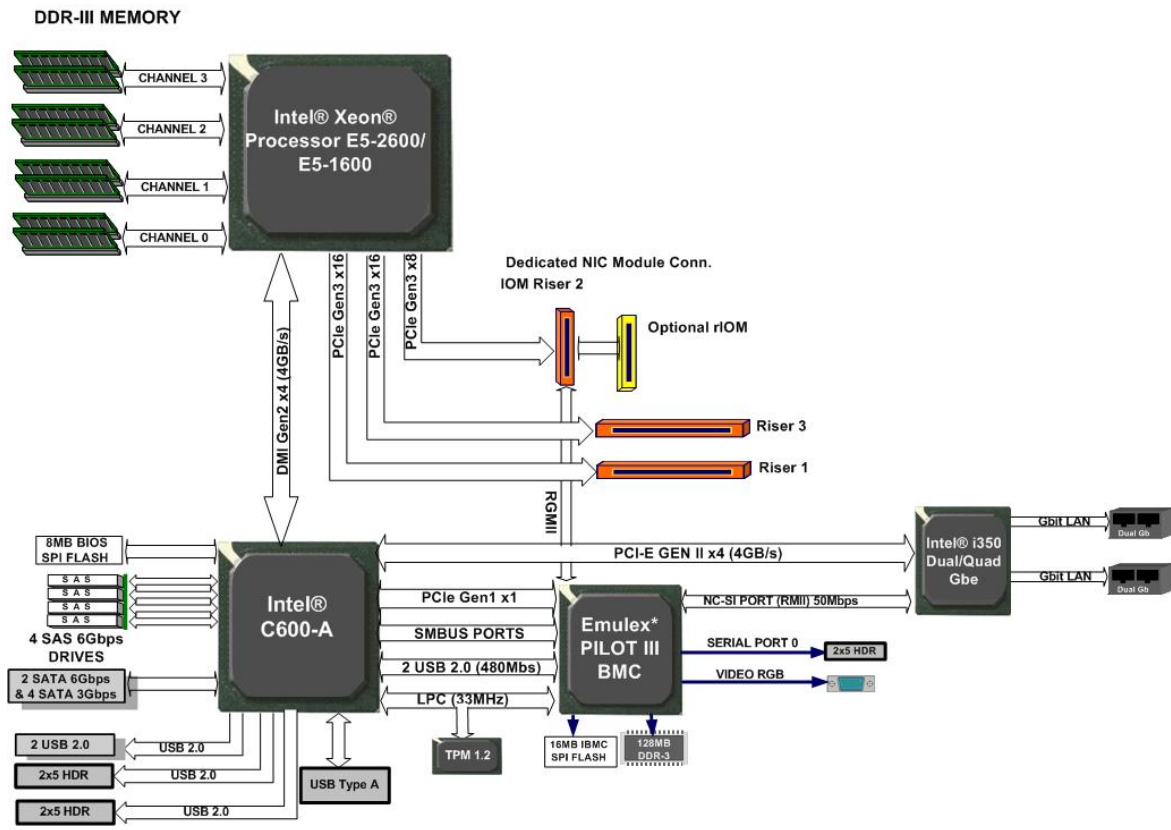 DDR-III MEMORY
CHANNEL 3
CHANNEL 2
CHANNEL 1
CHANNEL 0
Intel® Xeon®
Processor E5-2600/
E5-1600
DMI Gen2 x4 (4GB/s)
PCIe Gen3 x16
PCIe Gen3 x16
PCIe Gen3 x8
Dedicated NIC Module Conn.
IOM Riser 2
Optional rIOM
Riser 3
Riser 1
RGMII
8MB BIOS
SPI FLASH
S A S
S A S
S A S
S A S
4 SAS 6Gbps
DRIVES
2 SATA 6Gbps
& 4 SATA 3Gbps
Intel®
C600-A
PCI-E GEN II x4 (4GB/s)
PCIe Gen1 x1
SMBUS PORTS
2 USB 2.0 (480Mbs)
LPC (33MHz)
Emulex*
PILOT III
BMC
Intel® i350
Dual/Quad
Gbe
Gbit LAN
Dual Gb
Gbit LAN
Dual Gb
NC-SI PORT (RMII) 50Mbps
SERIAL PORT 0
2x5 HDR
VIDEO RGB
TPM 1.2
16MB IBMC
SPI FLASH
128MB
DDR-3
2 USB 2.0
USB 2.0
2x5 HDR
USB 2.0
2x5 HDR
USB 2.0
USB Type A